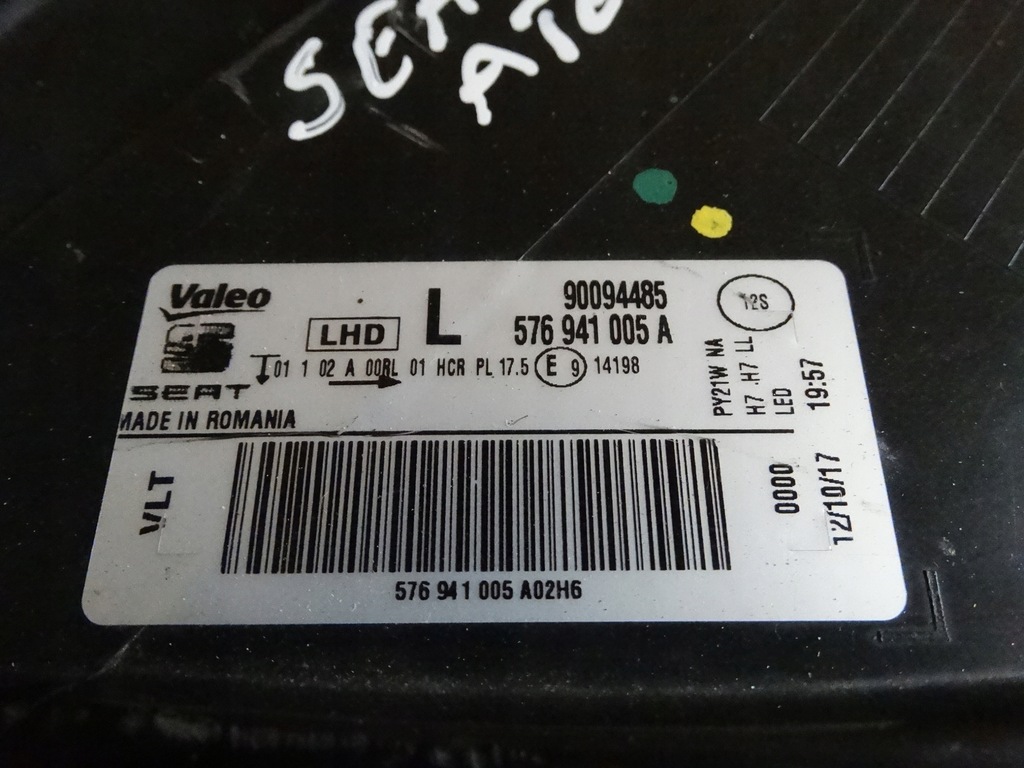 Valeo
SEAT
MADE IN ROMANIA
LHD
L
90094485
576 941 005 A
01 1 02 A 00RL 01 HCR PL 17.5 E 9 14198
12S
PY21W NA
H7 .H7 LL
LED
19:57
VLT
0000
12/10/17
576 941 005 A02H6